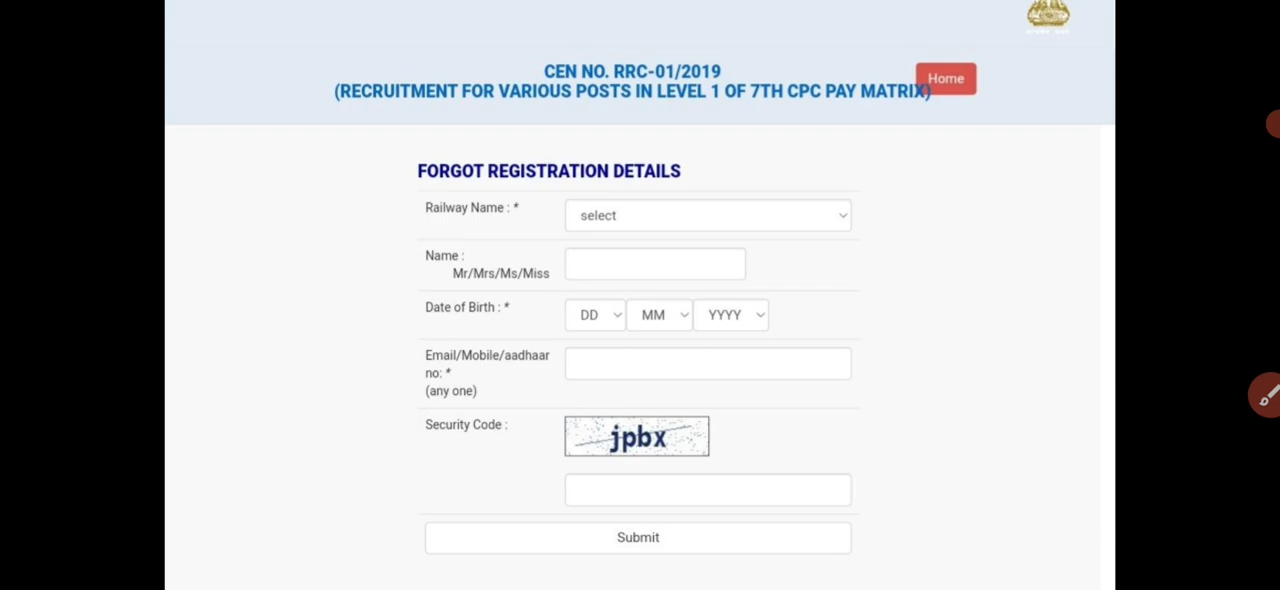 CEN NO. RRC-01/2019
(RECRUITMENT FOR VARIOUS POSTS IN LEVEL 1 OF 7TH CPC PAY MATRIX)
Home
FORGOT REGISTRATION DETAILS
Railway Name : *
select
Name :
Mr/Mrs/Ms/Miss
Date of Birth : *
DD
MM
YYYY
Email/Mobile/aadhaar
no: *
(any one)
Security Code :
jpbx
Submit